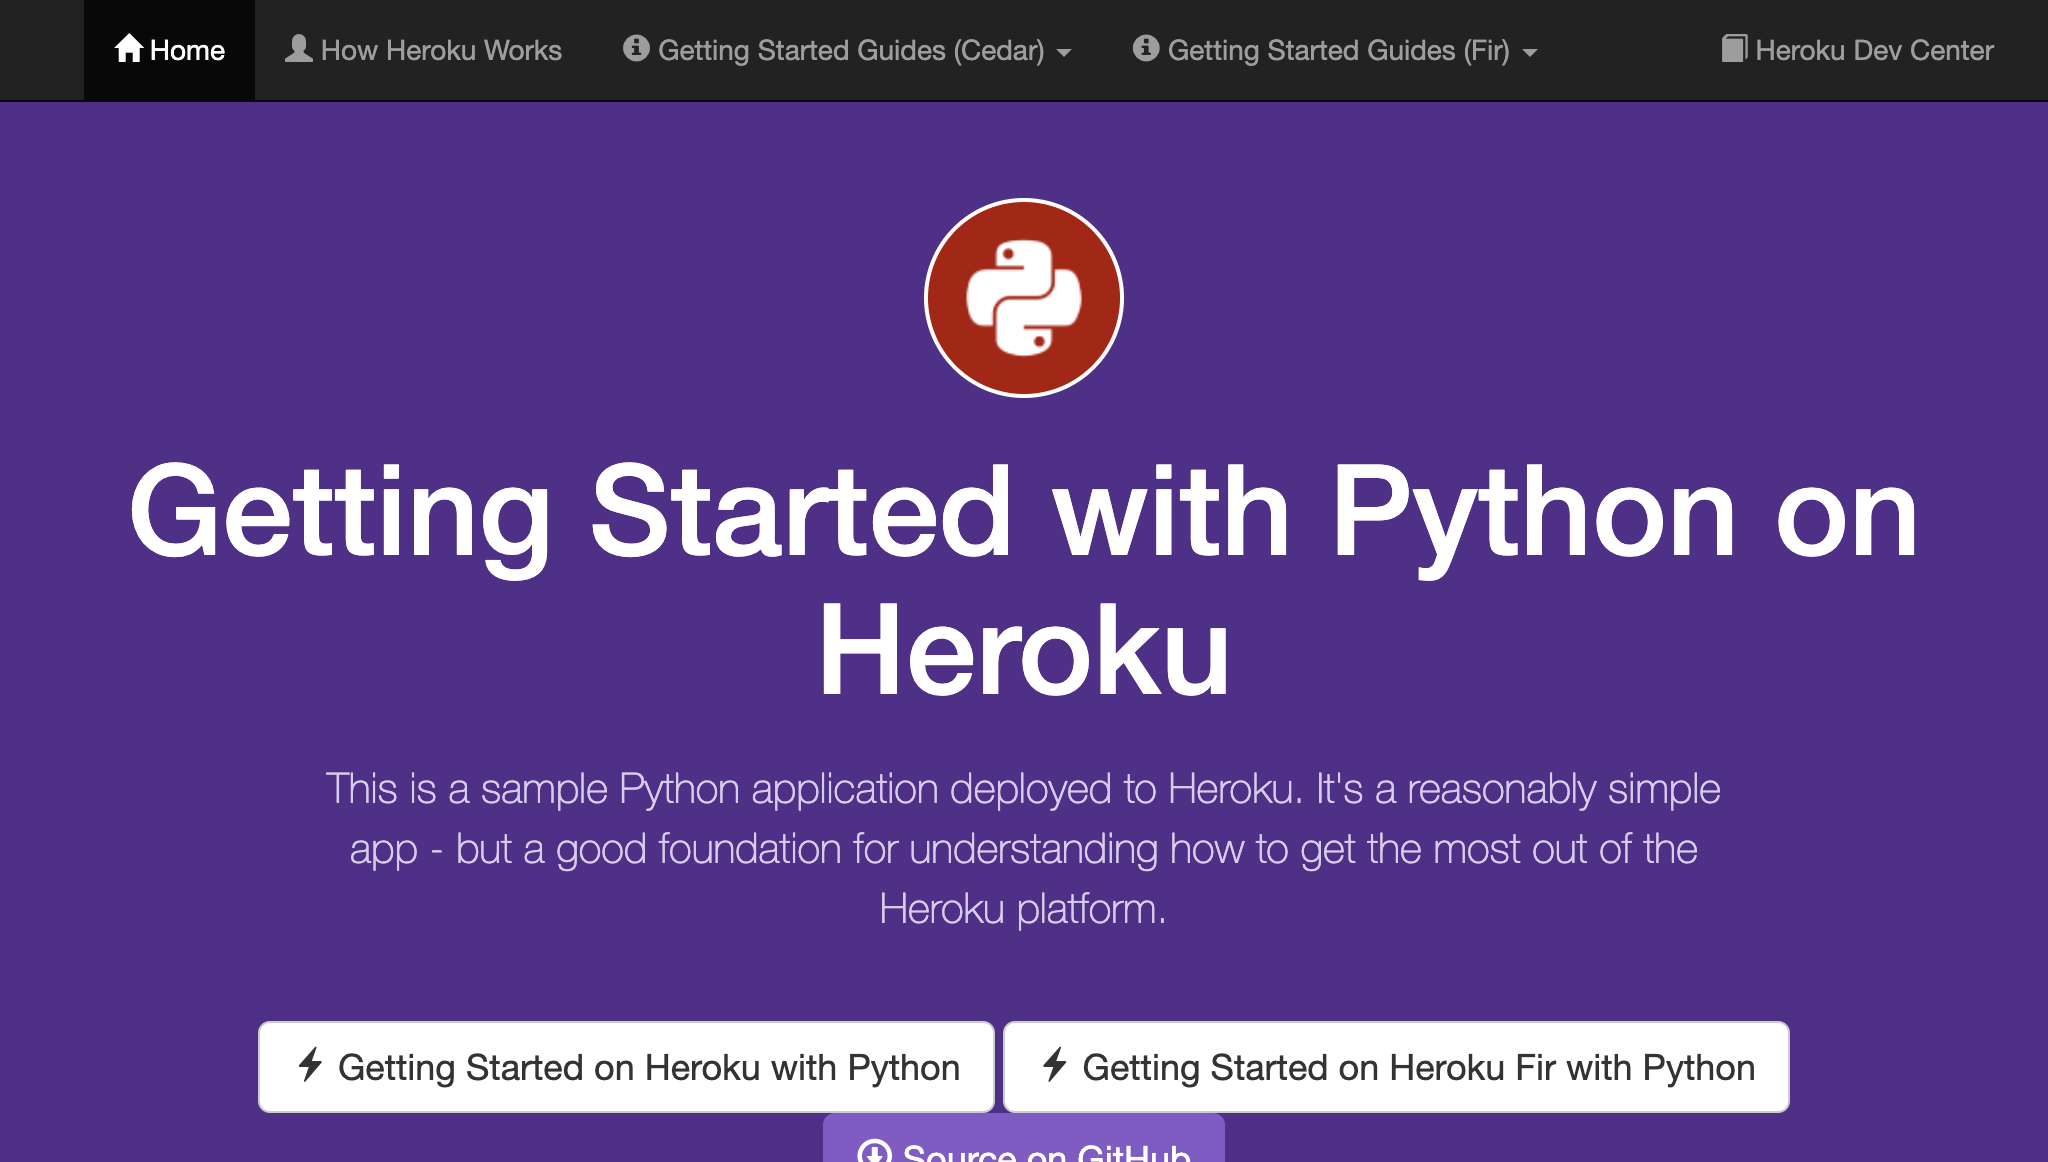 Home How Heroku Works Getting Started Guides (Cedar) Getting Started Guides (Fir) Heroku Dev Center
Getting Started with Python on
Heroku
This is a sample Python application deployed to Heroku. It's a reasonably simple
app - but a good foundation for understanding how to get the most out of the
Heroku platform.
Getting Started on Heroku with Python Getting Started on Heroku Fir with Python
Source on GitHub